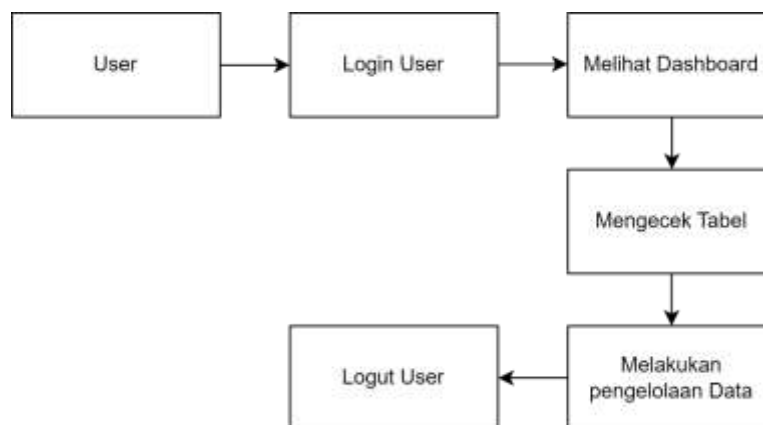 User
Login User
Melihat Dashboard
Mengecek Tabel
Melakukan
pengelolaan Data
Logut User